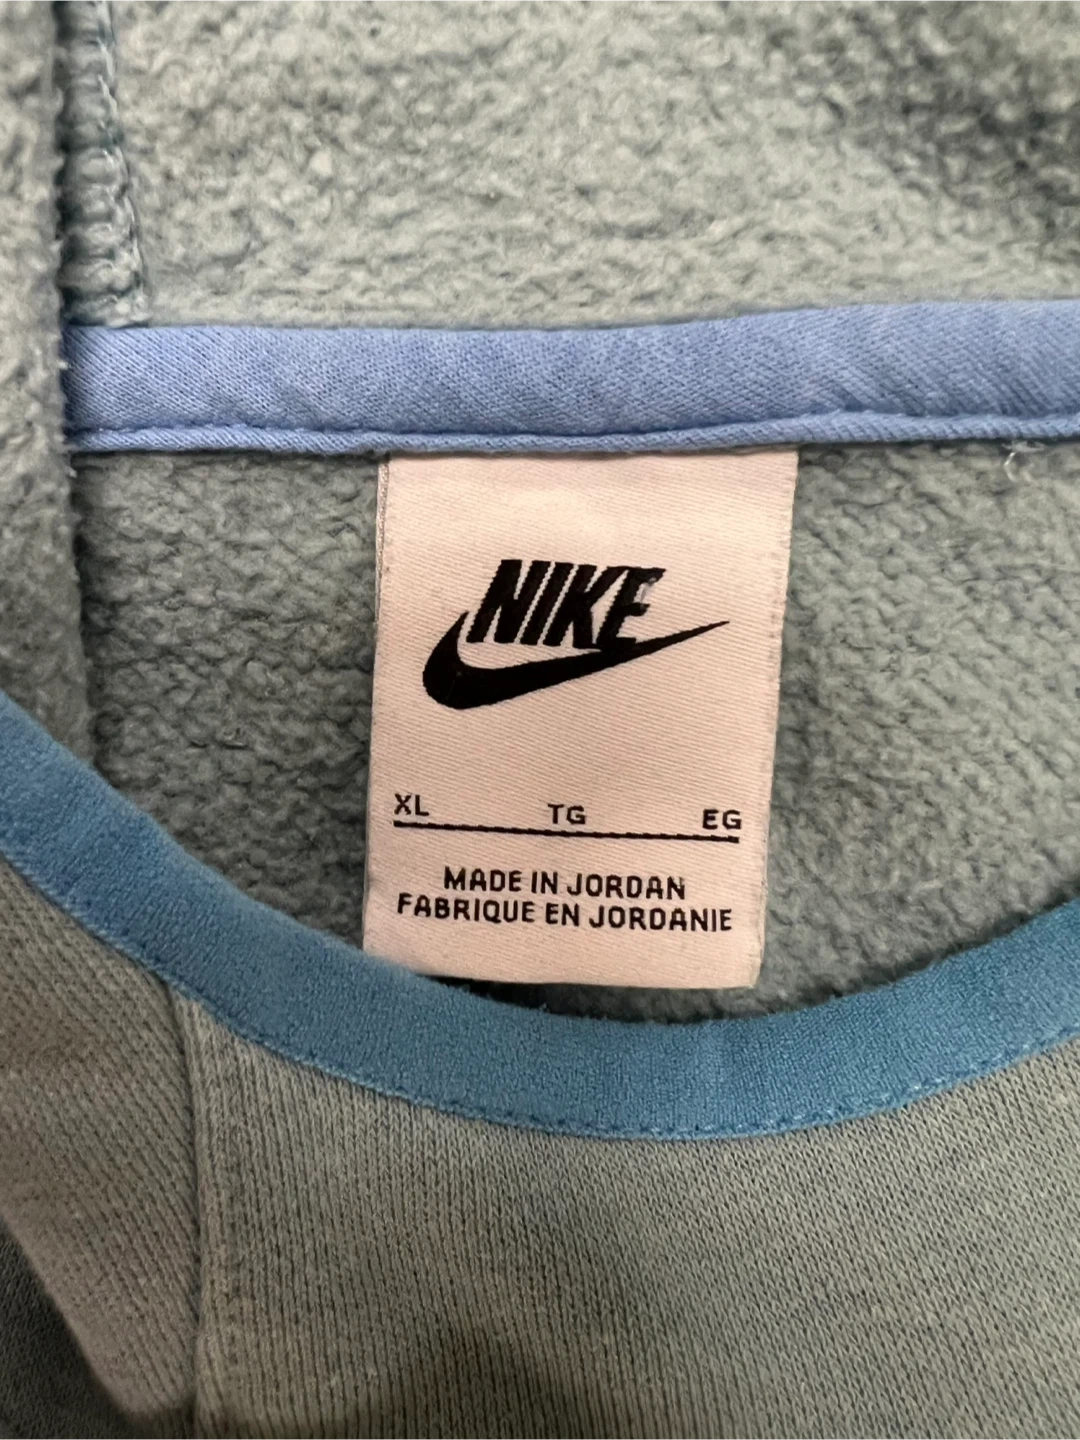 NIKE
XL TG EG
MADE IN JORDAN
FABRIQUE EN JORDANIE